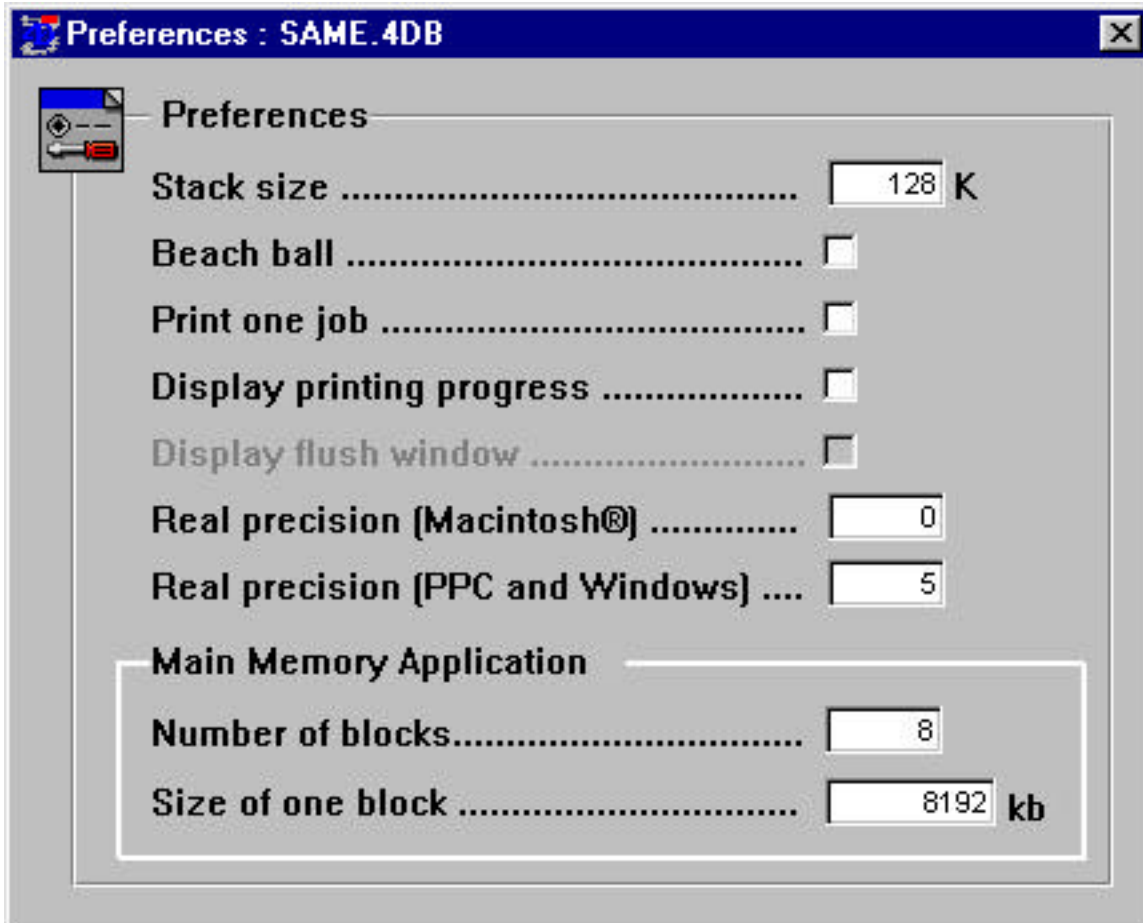 Preferences : SAME.4DB
Preferences
Stack size ........................................... 128 K
Beach ball ...........................................
Print one job ........................................
Display printing progress ...................
Display flush window ..........................
Real precision (Macintosh®) .............. 0
Real precision (PPC and Windows) .... 5
Main Memory Application
Number of blocks................................. 8
Size of one block ................................ 8192 kb